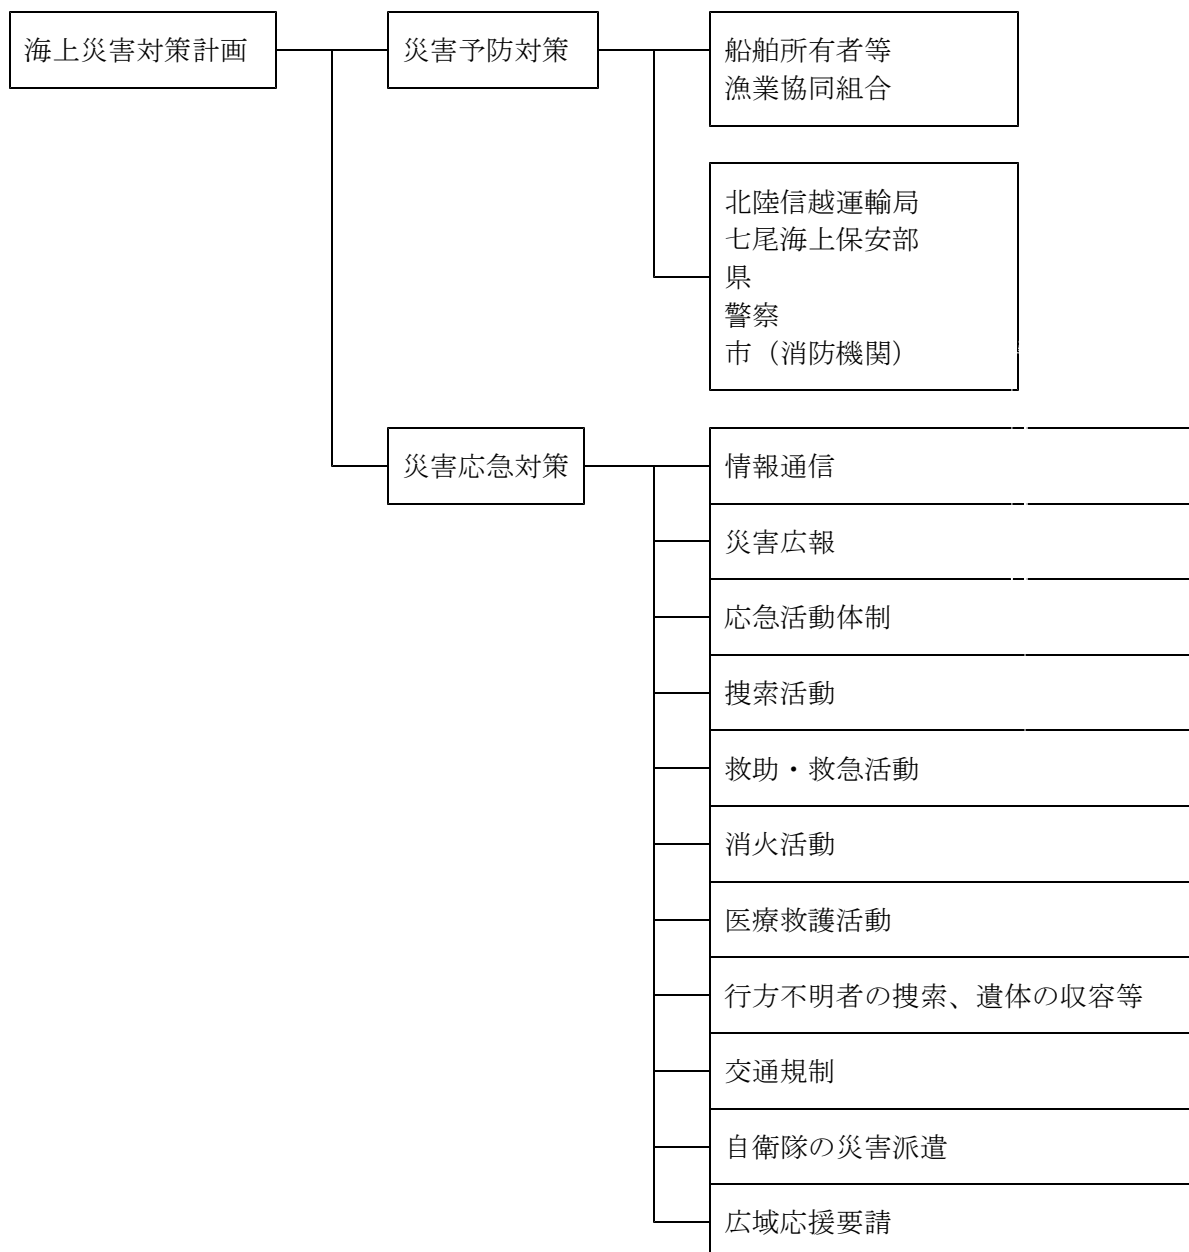 海上災害対策計画
災害予防対策
船舶所有者等
漁業協同組合
北陸信越運輸局
七尾海上保安部
県
警察
市（消防機関）
災害応急対策
情報通信
災害広報
応急活動体制
捜索活動
救助・救急活動
消火活動
医療救護活動
行方不明者の捜索、遺体の収容等
交通規制
自衛隊の災害派遣
広域応援要請